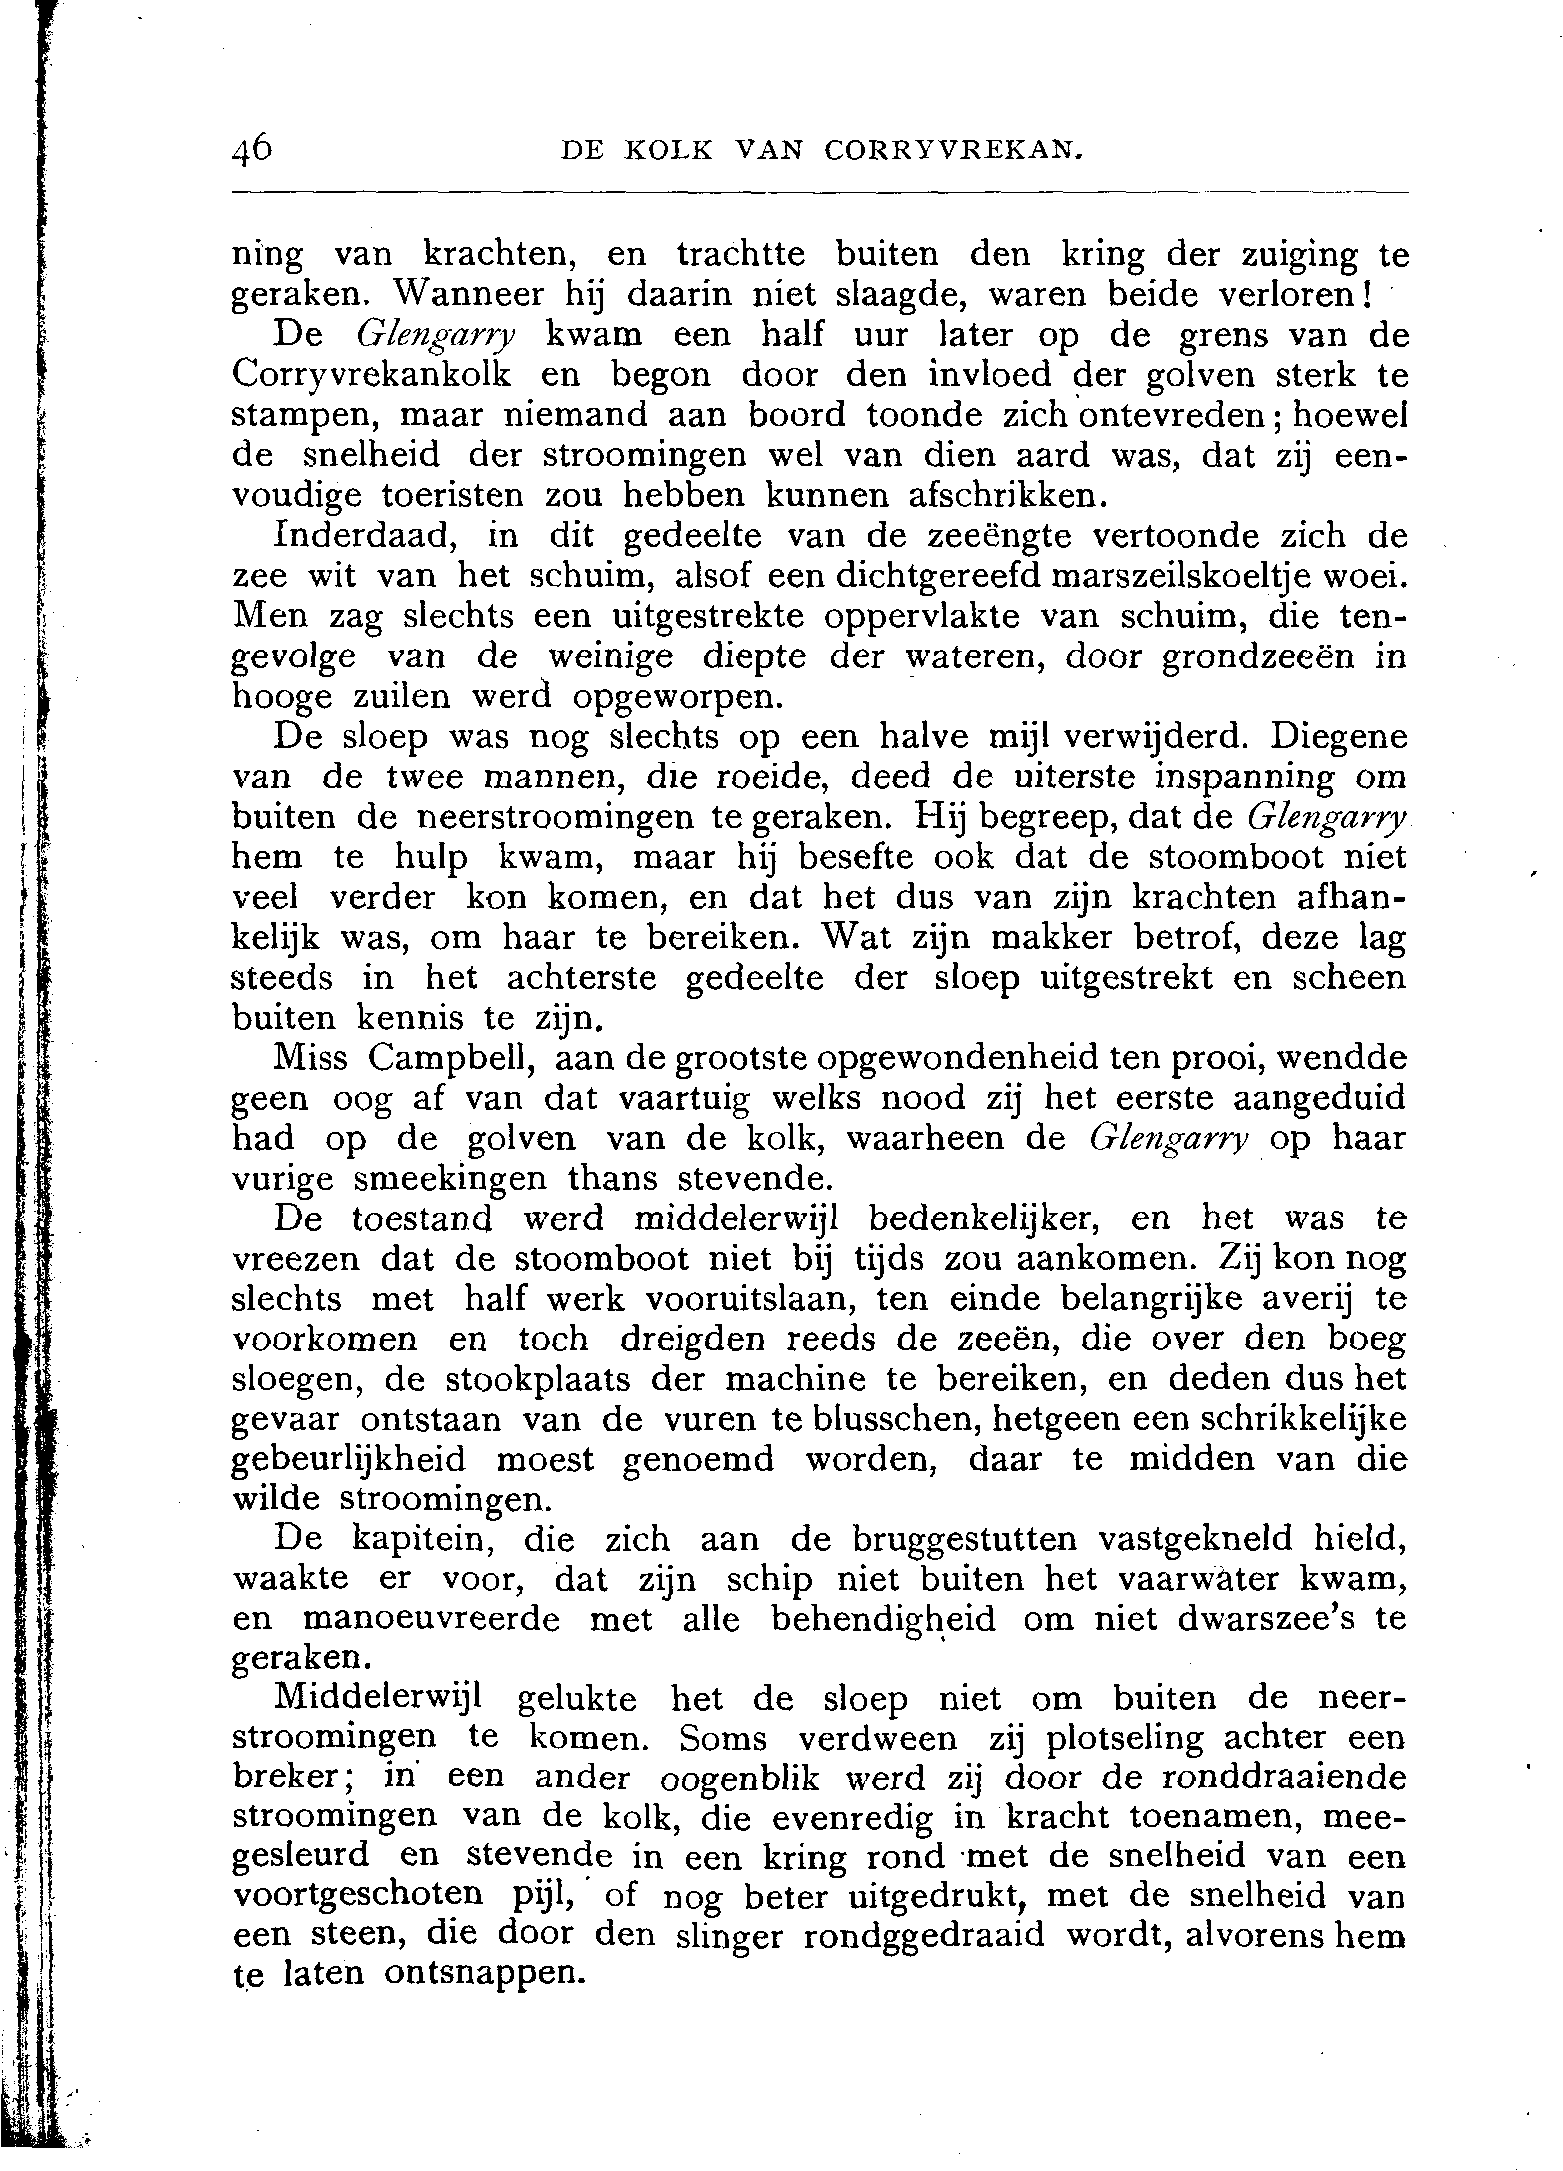 46 DE KOLK VAN CORRYVREKAN.
ning van krachten, en trachtte buiten den kring der zuiging te
geraken. Wanneer hij daarin niet slaagde, waren beide verloren!
De Glengarry kwam een half uur later op de grens van de
Corryvrekankolk en begon door den invloed der golven sterk te
stampen, maar niemand aan boord toonde zich ontevreden; hoewel
de snelheid der stroomingen wel van dien aard was, dat zij een-
voudige toeristen zou hebben kunnen afschrikken.
Inderdaad, in dit gedeelte van de zeeëngte vertoonde zich de
zee wit van het schuim, alsof een dichtgereefd marszeilskoeltje woei.
Men zag slechts een uitgestrekte oppervlakte van schuim, die ten-
gevolge van de weinige diepte der wateren, door grondzeeën in
hooge zuilen werd opgeworpen.
De sloep was nog slechts op een halve mijl verwijderd. Diegene
van de twee mannen, die roeide, deed de uiterste inspanning om
buiten de neerstroomingen te geraken. Hij begreep, dat de Glengarry
hem te hulp kwam, maar hij besefte ook dat de stoomboot niet
veel verder kon komen, en dat het dus van zijn krachten afhan-
kelijk was, om haar te bereiken. Wat zijn makker betrof, deze lag
steeds in het achterste gedeelte der sloep uitgestrekt en scheen
buiten kennis te zijn.
Miss Campbell, aan de grootste opgewondenheid ten prooi, wendde
geen oog af van dat vaartuig welks nood zij het eerste aangeduid
had op de golven van de kolk, waarheen de Glengarry op haar
vurige smeekingen thans stevende.
De toestand werd middelerwijl bedenkelijker, en het was te
vreezen dat de stoomboot niet bij tijds zou aankomen. Zij kon nog
slechts met half werk vooruitslaan, ten einde belangrijke averij te
voorkomen en toch dreigden reeds de zeeën, die over den boeg
sloegen, de stookplaats der machine te bereiken, en deden dus het
gevaar ontstaan van de vuren te blusschen, hetgeen een schrikkelijke
gebeurlijkheid moest genoemd worden, daar te midden van die
wilde stroomingen.
De kapitein, die zich aan de bruggestutten vastgekneld hield,
waakte er voor, dat zijn schip niet buiten het vaarwater kwam,
en manoeuvreerde met alle behendigheid om niet dwarszee's te
geraken.
Middelerwijl gelukte het de sloep niet om buiten de neer-
stroomingen te komen. Soms verdween zij plotseling achter een
breker; in een ander oogenblik werd zij door de ronddraaiende
stroomingen van de kolk, die evenredig in kracht toenamen, mee-
gesleurd en stevende in een kring rond met de snelheid van een
voortgeschoten pijl, of nog beter uitgedrukt, met de snelheid van
een steen, die door den slinger rondggedraaid wordt, alvorens hem
te laten ontsnappen.